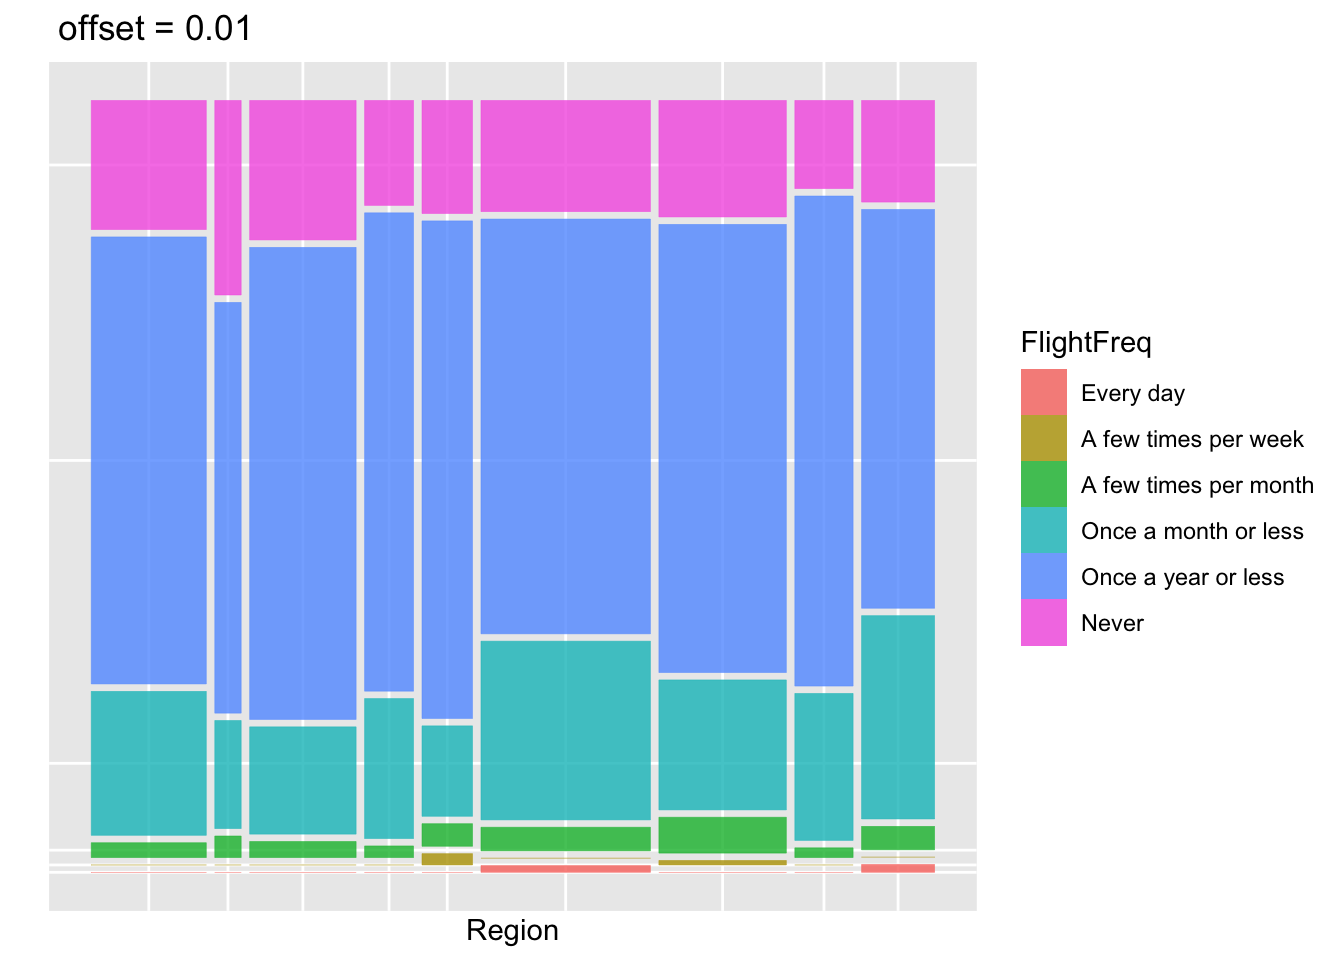 offset = 0.01
FlightFreq
Every day
A few times per week
A few times per month
Once a month or less
Once a year or less
Never
Region